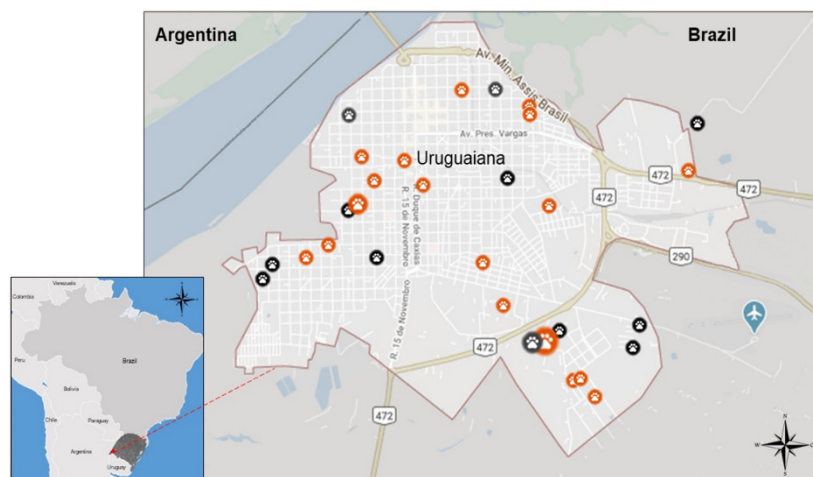 Argentina
Brazil
Av. Min. Assis Brasil
Av. Pres. Vargas
Uruguaiana
472
472
472
R. Duque de Caxias
R. 15 de Novembro
290
R. 15 de Novembro
472
472
N
W
E
S
Venezuela
Colombia
Peru
Brazil
Bolivia
Paraguay
Chile
Argentina
Uruguay